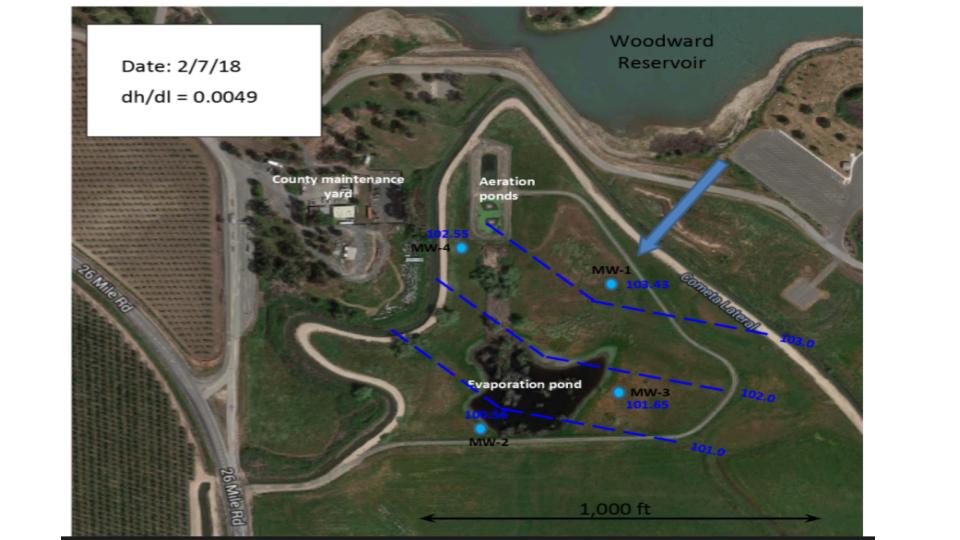 Date: 2/7/18
dh/dl = 0.0049
Woodward
Reservoir
County maintenance
yard
Aeration
ponds
102.55
MW-4
MW-1
103.43
26 Mile Rd
Cometa Lateral
103.0
Evaporation pond
MW-3
101.65
102.0
100.56
MW-2
101.0
26 Mile Rd
1,000 ft